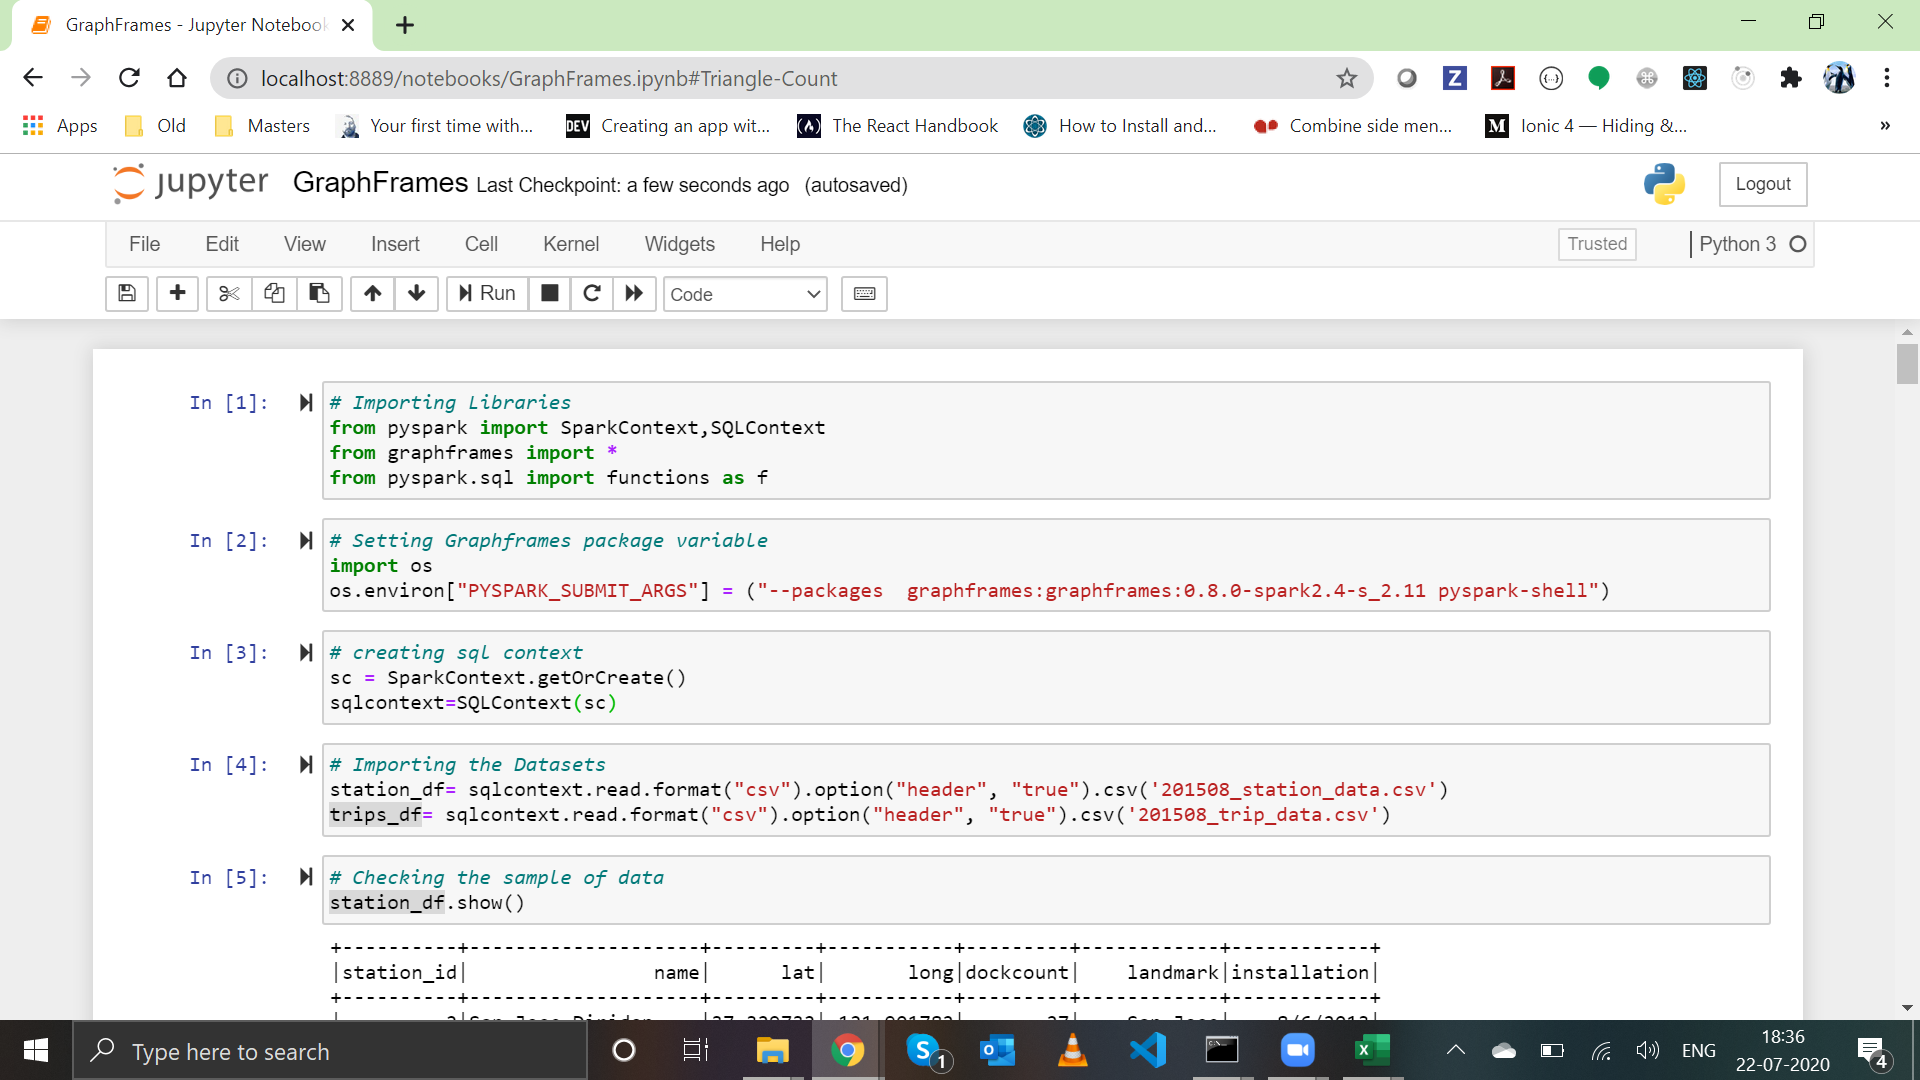 GraphFrames - Jupyter Notebook
localhost:8889/notebooks/GraphFrames.ipynb#Triangle-Count
Apps Old Masters Your first time with... DEV Creating an app wit... The React Handbook How to Install and... Combine side men... M Ionic 4 — Hiding &... »
jupyter GraphFrames Last Checkpoint: a few seconds ago (autosaved) Logout
File Edit View Insert Cell Kernel Widgets Help Trusted Python 3
Run Code
In [1]: # Importing Libraries
from pyspark import SparkContext,SQLContext
from graphframes import *
from pyspark.sql import functions as f
In [2]: # Setting Graphframes package variable
import os
os.environ["PYSPARK_SUBMIT_ARGS"] = ("--packages  graphframes:graphframes:0.8.0-spark2.4-s_2.11 pyspark-shell")
In [3]: # creating sql context
sc = SparkContext.getOrCreate()
sqlcontext=SQLContext(sc)
In [4]: # Importing the Datasets
station_df= sqlcontext.read.format("csv").option("header", "true").csv('201508_station_data.csv')
trips_df= sqlcontext.read.format("csv").option("header", "true").csv('201508_trip_data.csv')
In [5]: # Checking the sample of data
station_df.show()
+----------+--------------------+---------+-----------+---------+------------+------------+
|station_id|                name|      lat|       long|dockcount|    landmark|installation|
+----------+--------------------+---------+-----------+---------+------------+------------+
Type here to search S 1 ENG 18:36
22-07-2020 4